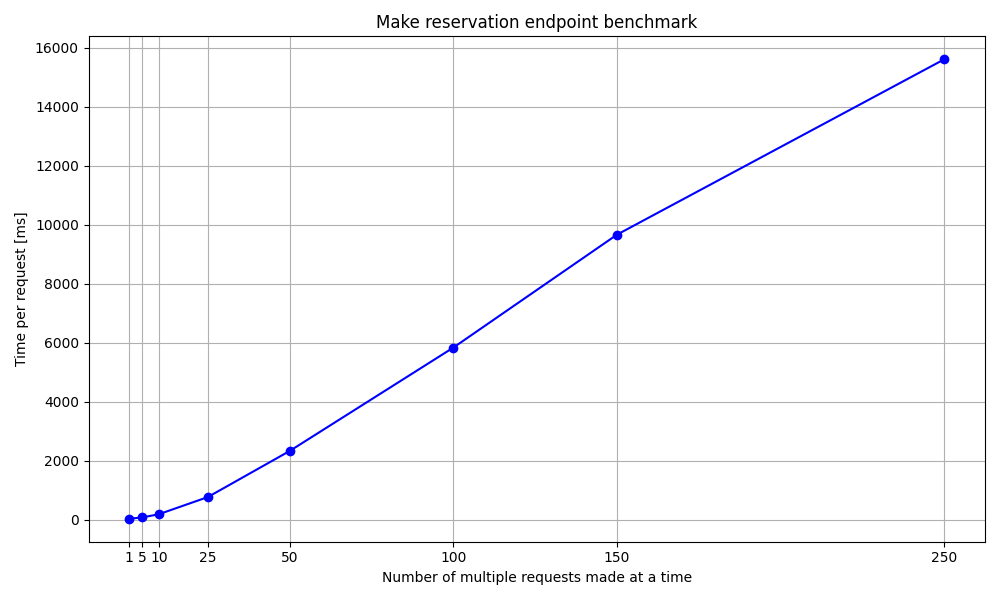 Make reservation endpoint benchmark
16000
14000
12000
10000
8000
6000
4000
2000
0
Time per request [ms]
1 5 10 25 50 100 150 250
Number of multiple requests made at a time